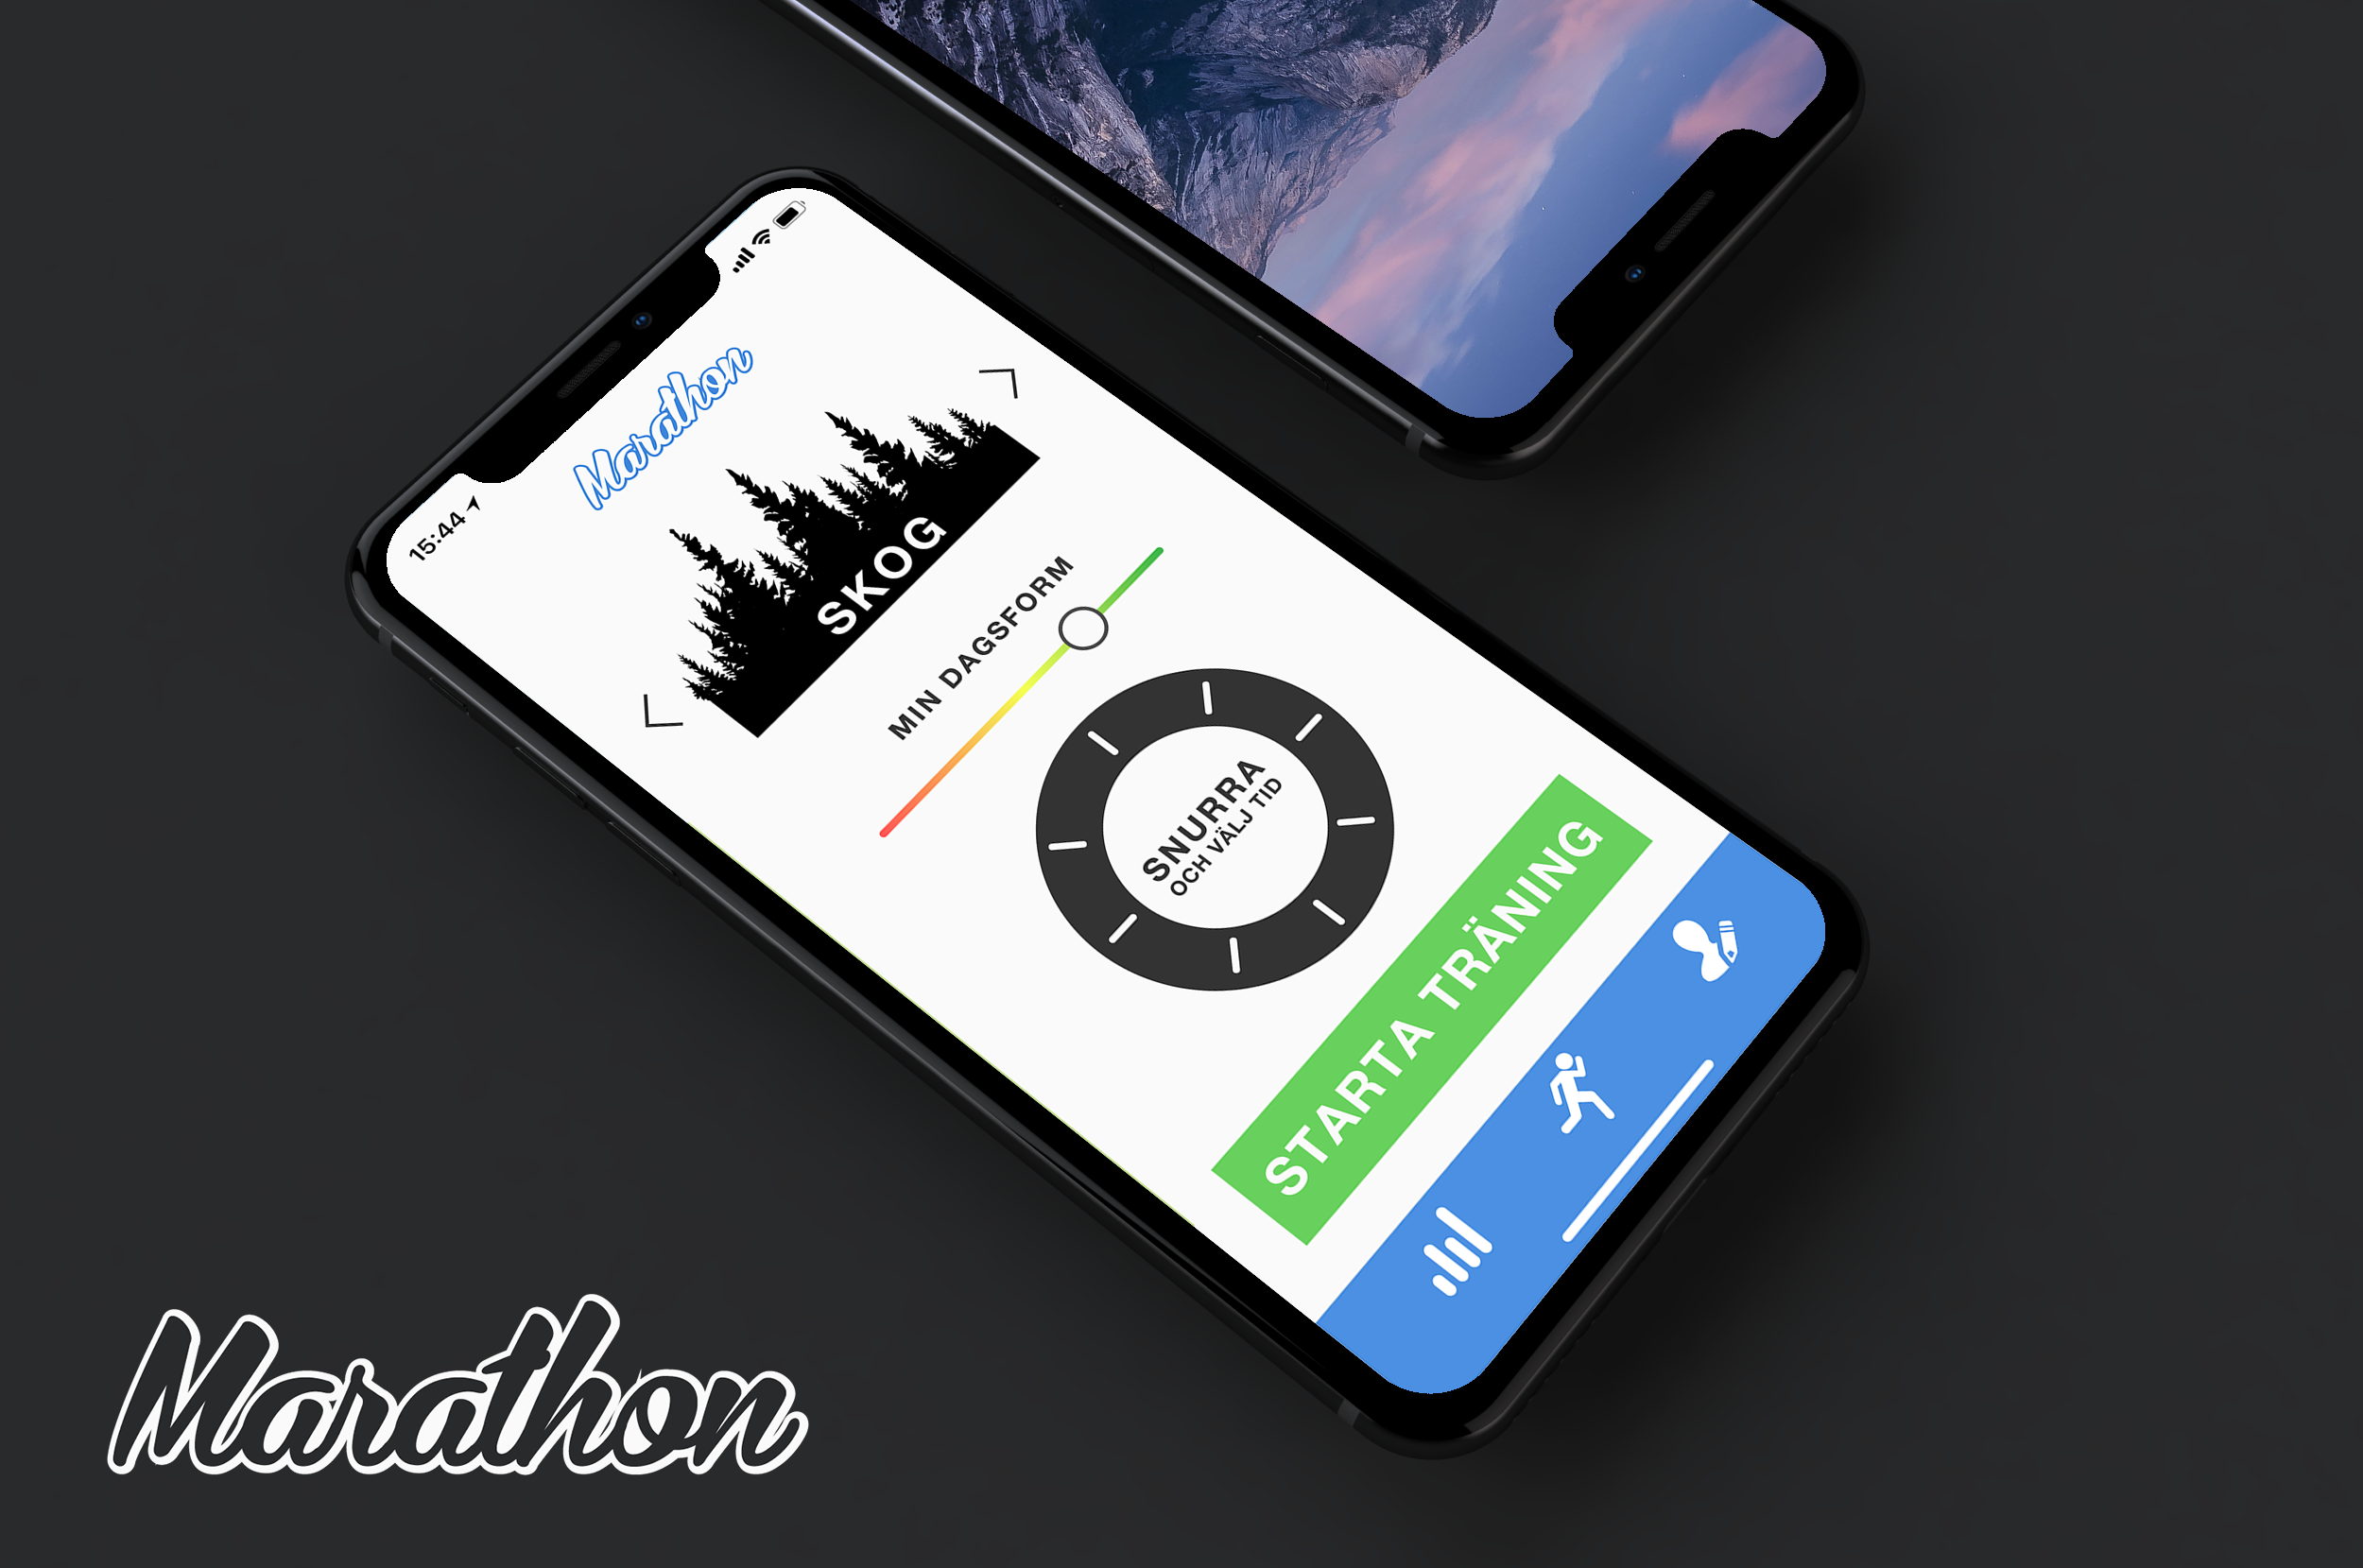 15:44
Marathon
SKOG
MIN DAGSFORM
SNURRA
OCH VÄLJ TID
STARTA TRÄNING
Marathon